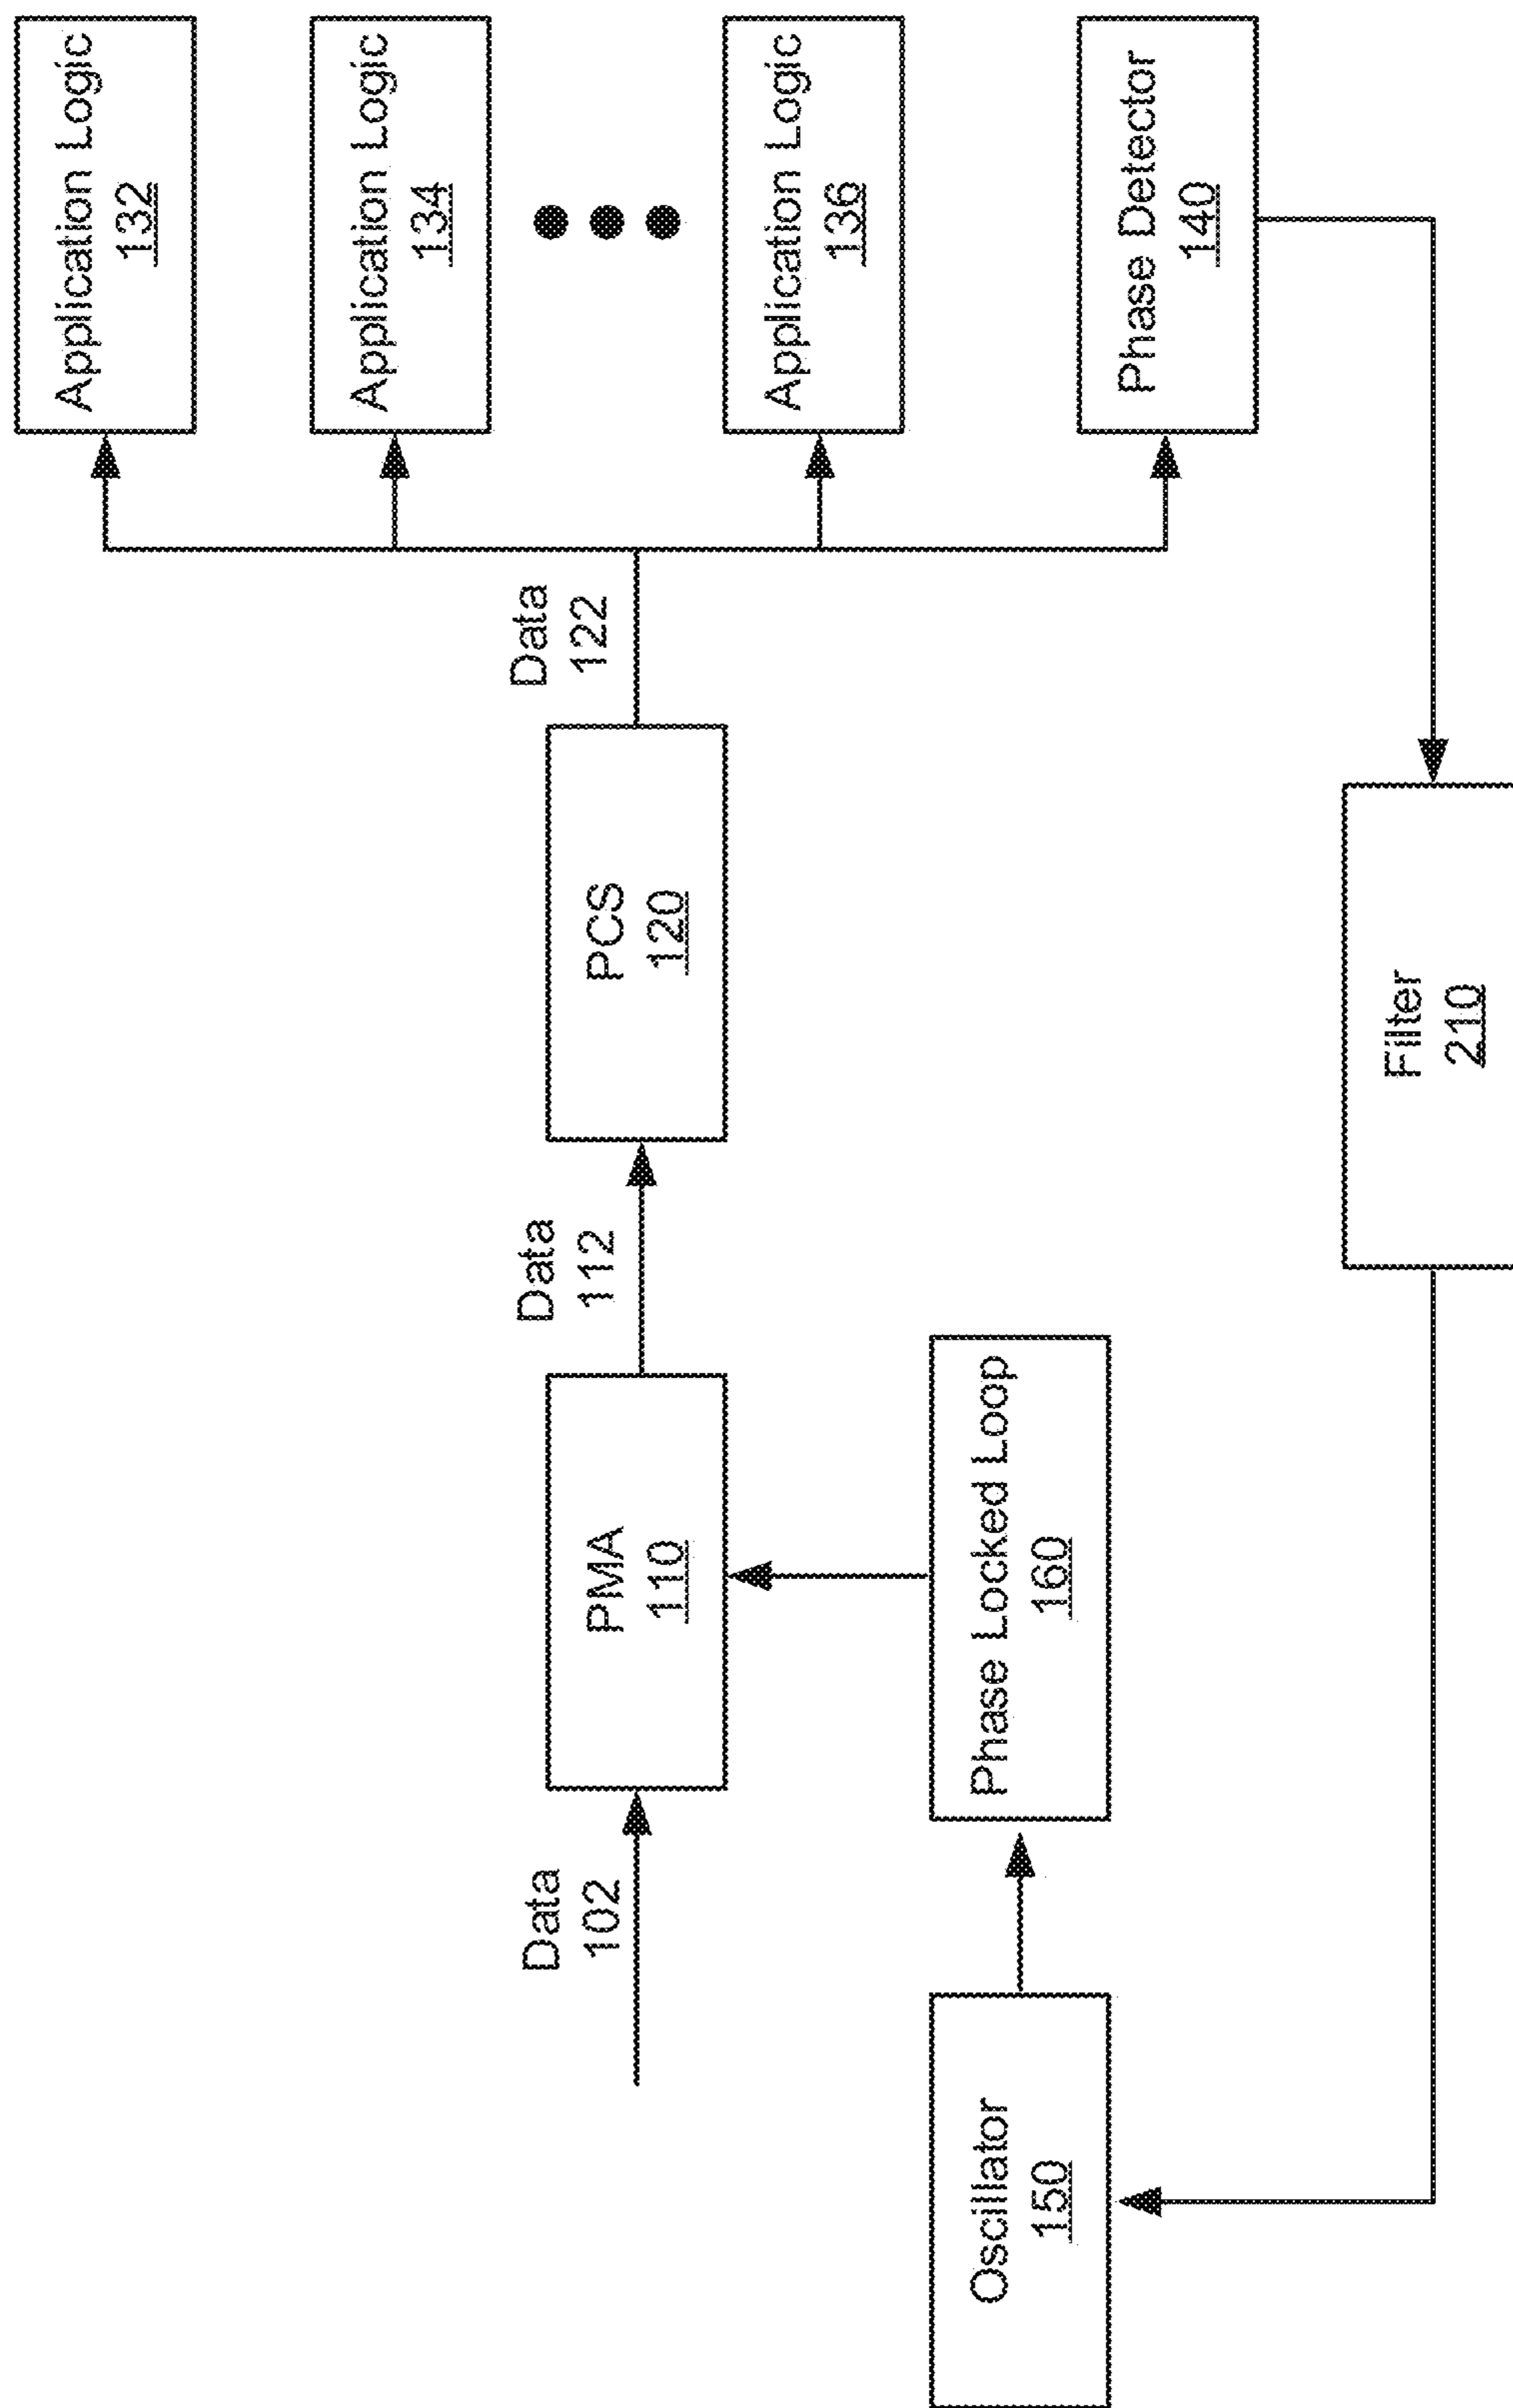 Application Logic
132
Application Logic
134
Application Logic
136
Phase Detector
140
Data
122
PCS
120
Data
112
PMA
110
Data
102
Phase Locked Loop
160
Oscillator
150
Filter
210